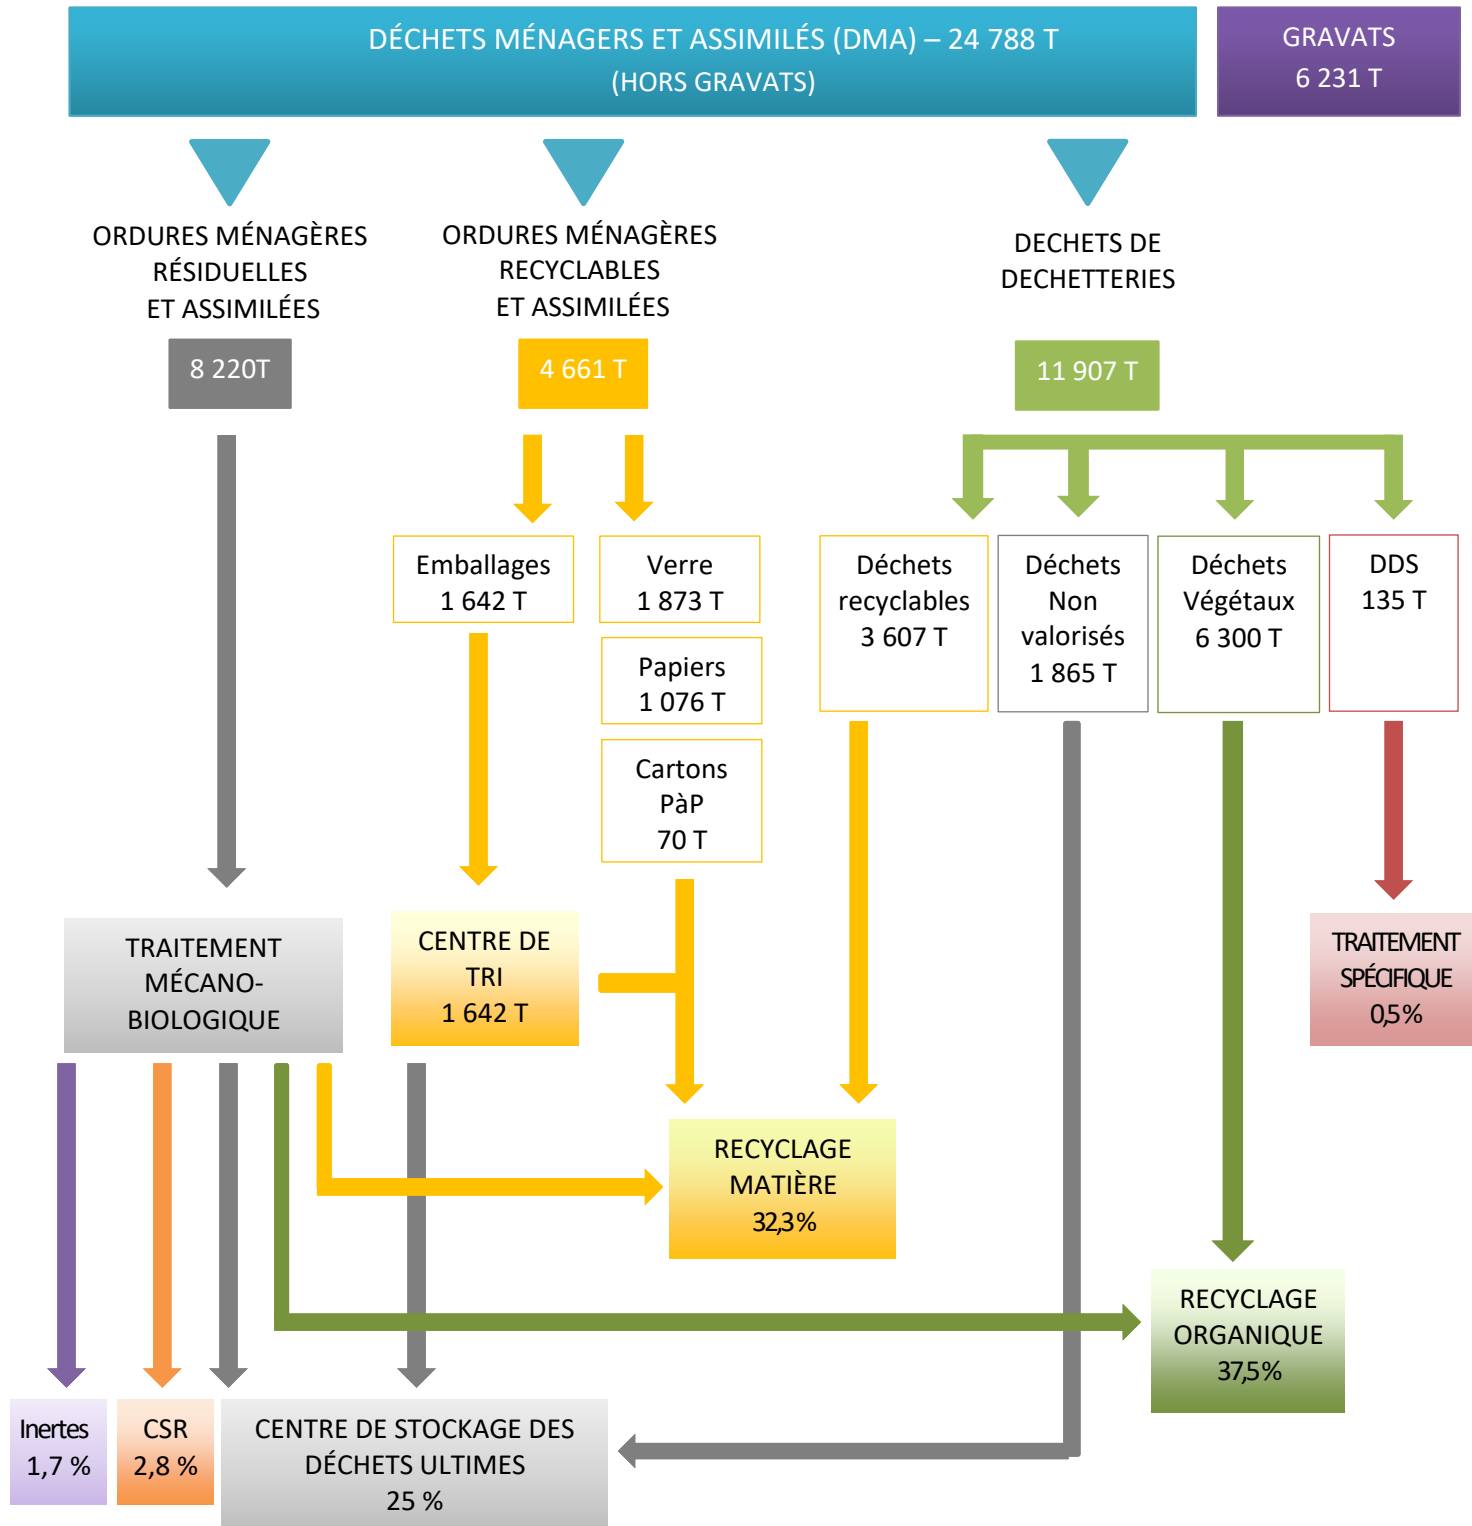 DÉCHETS MÉNAGERS ET ASSIMILÉS (DMA) – 24 788 T
(HORS GRAVATS)
GRAVATS
6 231 T
ORDURES MÉNAGÈRES
RÉSIDUELLES
ET ASSIMILÉES
8 220T
ORDURES MÉNAGÈRES
RECYCLABLES
ET ASSIMILÉES
4 661 T
DECHETS DE
DECHETTERIES
11 907 T
Emballages
1 642 T
Verre
1 873 T
Papiers
1 076 T
Cartons
PàP
70 T
Déchets
recyclables
3 607 T
Déchets
Non
valorisés
1 865 T
Déchets
Végétaux
6 300 T
DDS
135 T
TRAITEMENT
MÉCANO-
BIOLOGIQUE
CENTRE DE
TRI
1 642 T
TRAITEMENT
SPÉCIFIQUE
0,5%
RECYCLAGE
MATIÈRE
32,3%
RECYCLAGE
ORGANIQUE
37,5%
Inertes
1,7 %
CSR
2,8 %
CENTRE DE STOCKAGE DES
DÉCHETS ULTIMES
25 %